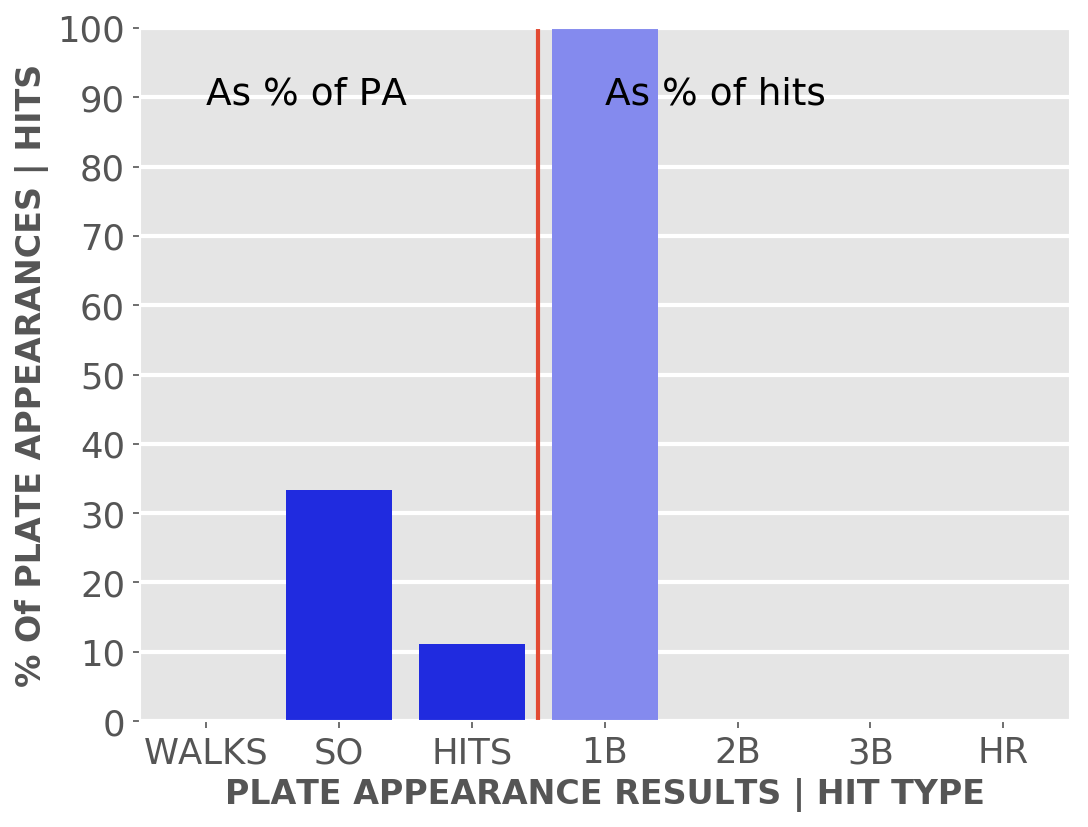 100
90
80
70
60
50
40
30
20
10
0
% Of PLATE APPEARANCES | HITS
As % of PA
As % of hits
WALKS SO HITS 1B 2B 3B HR
PLATE APPEARANCE RESULTS | HIT TYPE